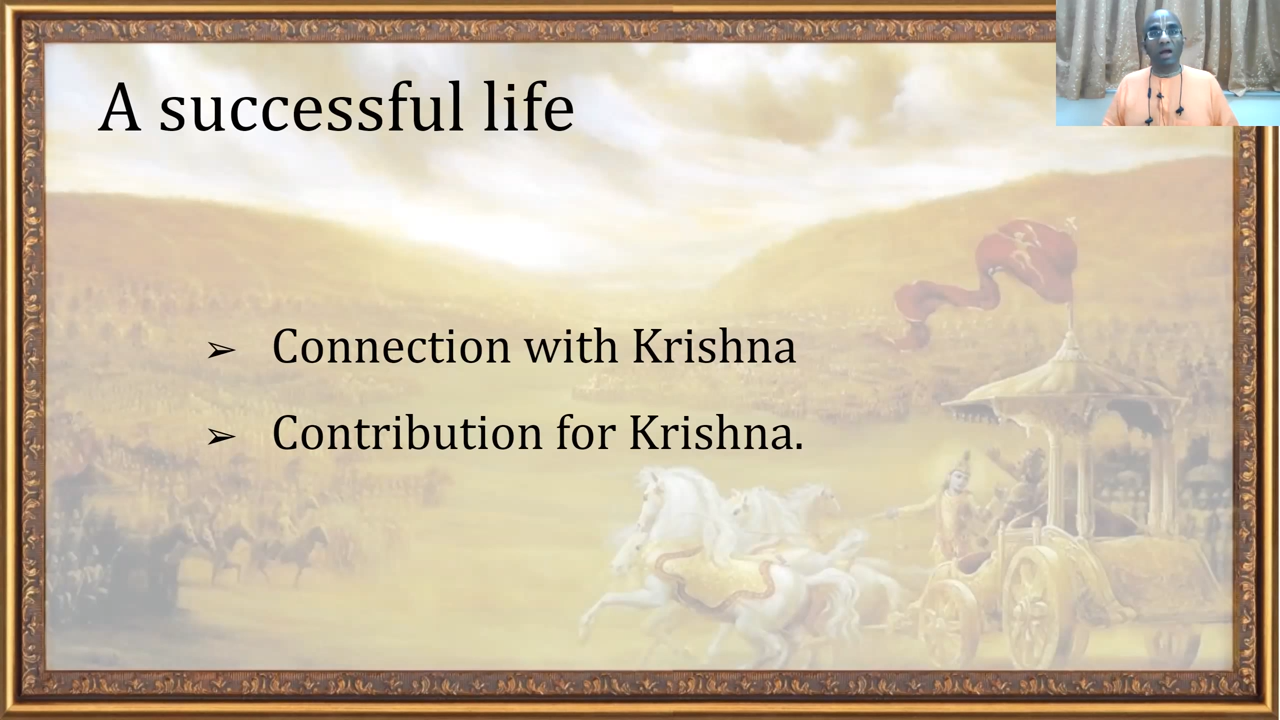 A successful life
➢ Connection with Krishna
➢ Contribution for Krishna.